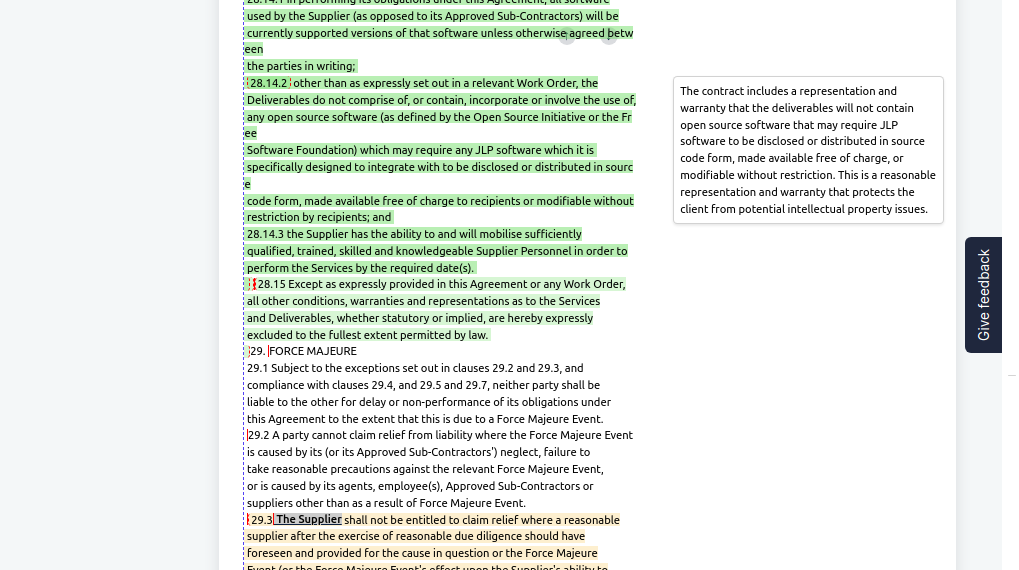 28.14.1 In performing its obligations under this Agreement, all software
used by the Supplier (as opposed to its Approved Sub-Contractors) will be
currently supported versions of that software unless otherwise agreed betw
een
the parties in writing;
28.14.2 other than as expressly set out in a relevant Work Order, the
Deliverables do not comprise of, or contain, incorporate or involve the use of,
any open source software (as defined by the Open Source Initiative or the Fr
ee
Software Foundation) which may require any JLP software which it is
specifically designed to integrate with to be disclosed or distributed in sourc
e
code form, made available free of charge to recipients or modifiable without
restriction by recipients; and
28.14.3 the Supplier has the ability to and will mobilise sufficiently
qualified, trained, skilled and knowledgeable Supplier Personnel in order to
perform the Services by the required date(s).
28.15 Except as expressly provided in this Agreement or any Work Order,
all other conditions, warranties and representations as to the Services
and Deliverables, whether statutory or implied, are hereby expressly
excluded to the fullest extent permitted by law.
29. FORCE MAJEURE
29.1 Subject to the exceptions set out in clauses 29.2 and 29.3, and
compliance with clauses 29.4, and 29.5 and 29.7, neither party shall be
liable to the other for delay or non-performance of its obligations under
this Agreement to the extent that this is due to a Force Majeure Event.
29.2 A party cannot claim relief from liability where the Force Majeure Event
is caused by its (or its Approved Sub-Contractors') neglect, failure to
take reasonable precautions against the relevant Force Majeure Event,
or is caused by its agents, employee(s), Approved Sub-Contractors or
suppliers other than as a result of Force Majeure Event.
29.3 The Supplier shall not be entitled to claim relief where a reasonable
supplier after the exercise of reasonable due diligence should have
foreseen and provided for the cause in question or the Force Majeure
Event (or the Force Majeure Event's effect upon the Supplier's ability to
The contract includes a representation and
warranty that the deliverables will not contain
open source software that may require JLP
software to be disclosed or distributed in source
code form, made available free of charge, or
modifiable without restriction. This is a reasonable
representation and warranty that protects the
client from potential intellectual property issues.
Give feedback